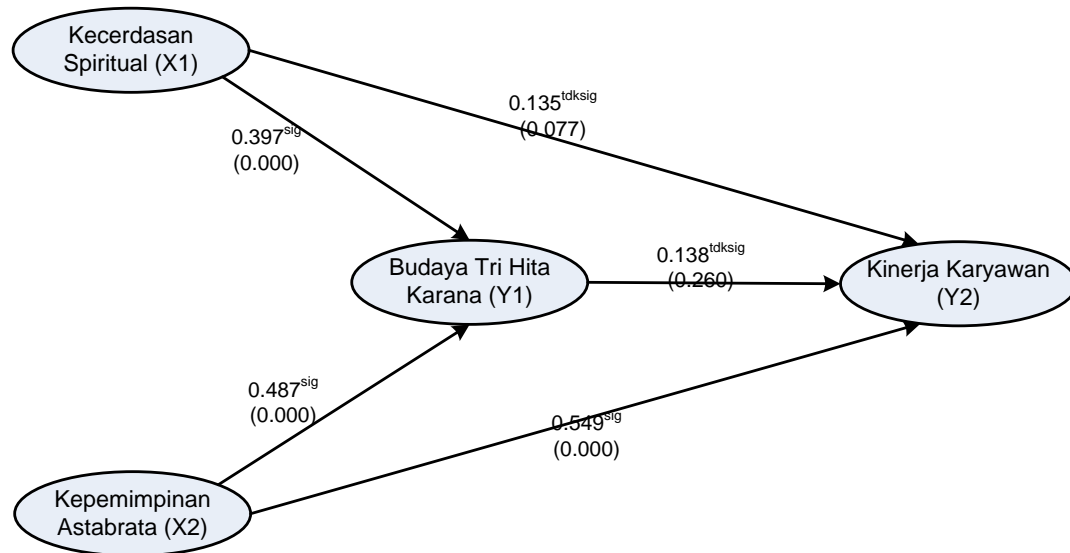 Kecerdasan
Spiritual (X1)
0.135tdksig
(0.077)
0.397sig
(0.000)
Budaya Tri Hita
Karana (Y1)
0.138tdksig
(0.260)
Kinerja Karyawan
(Y2)
0.487sig
(0.000)
0.549sig
(0.000)
Kepemimpinan
Astabrata (X2)